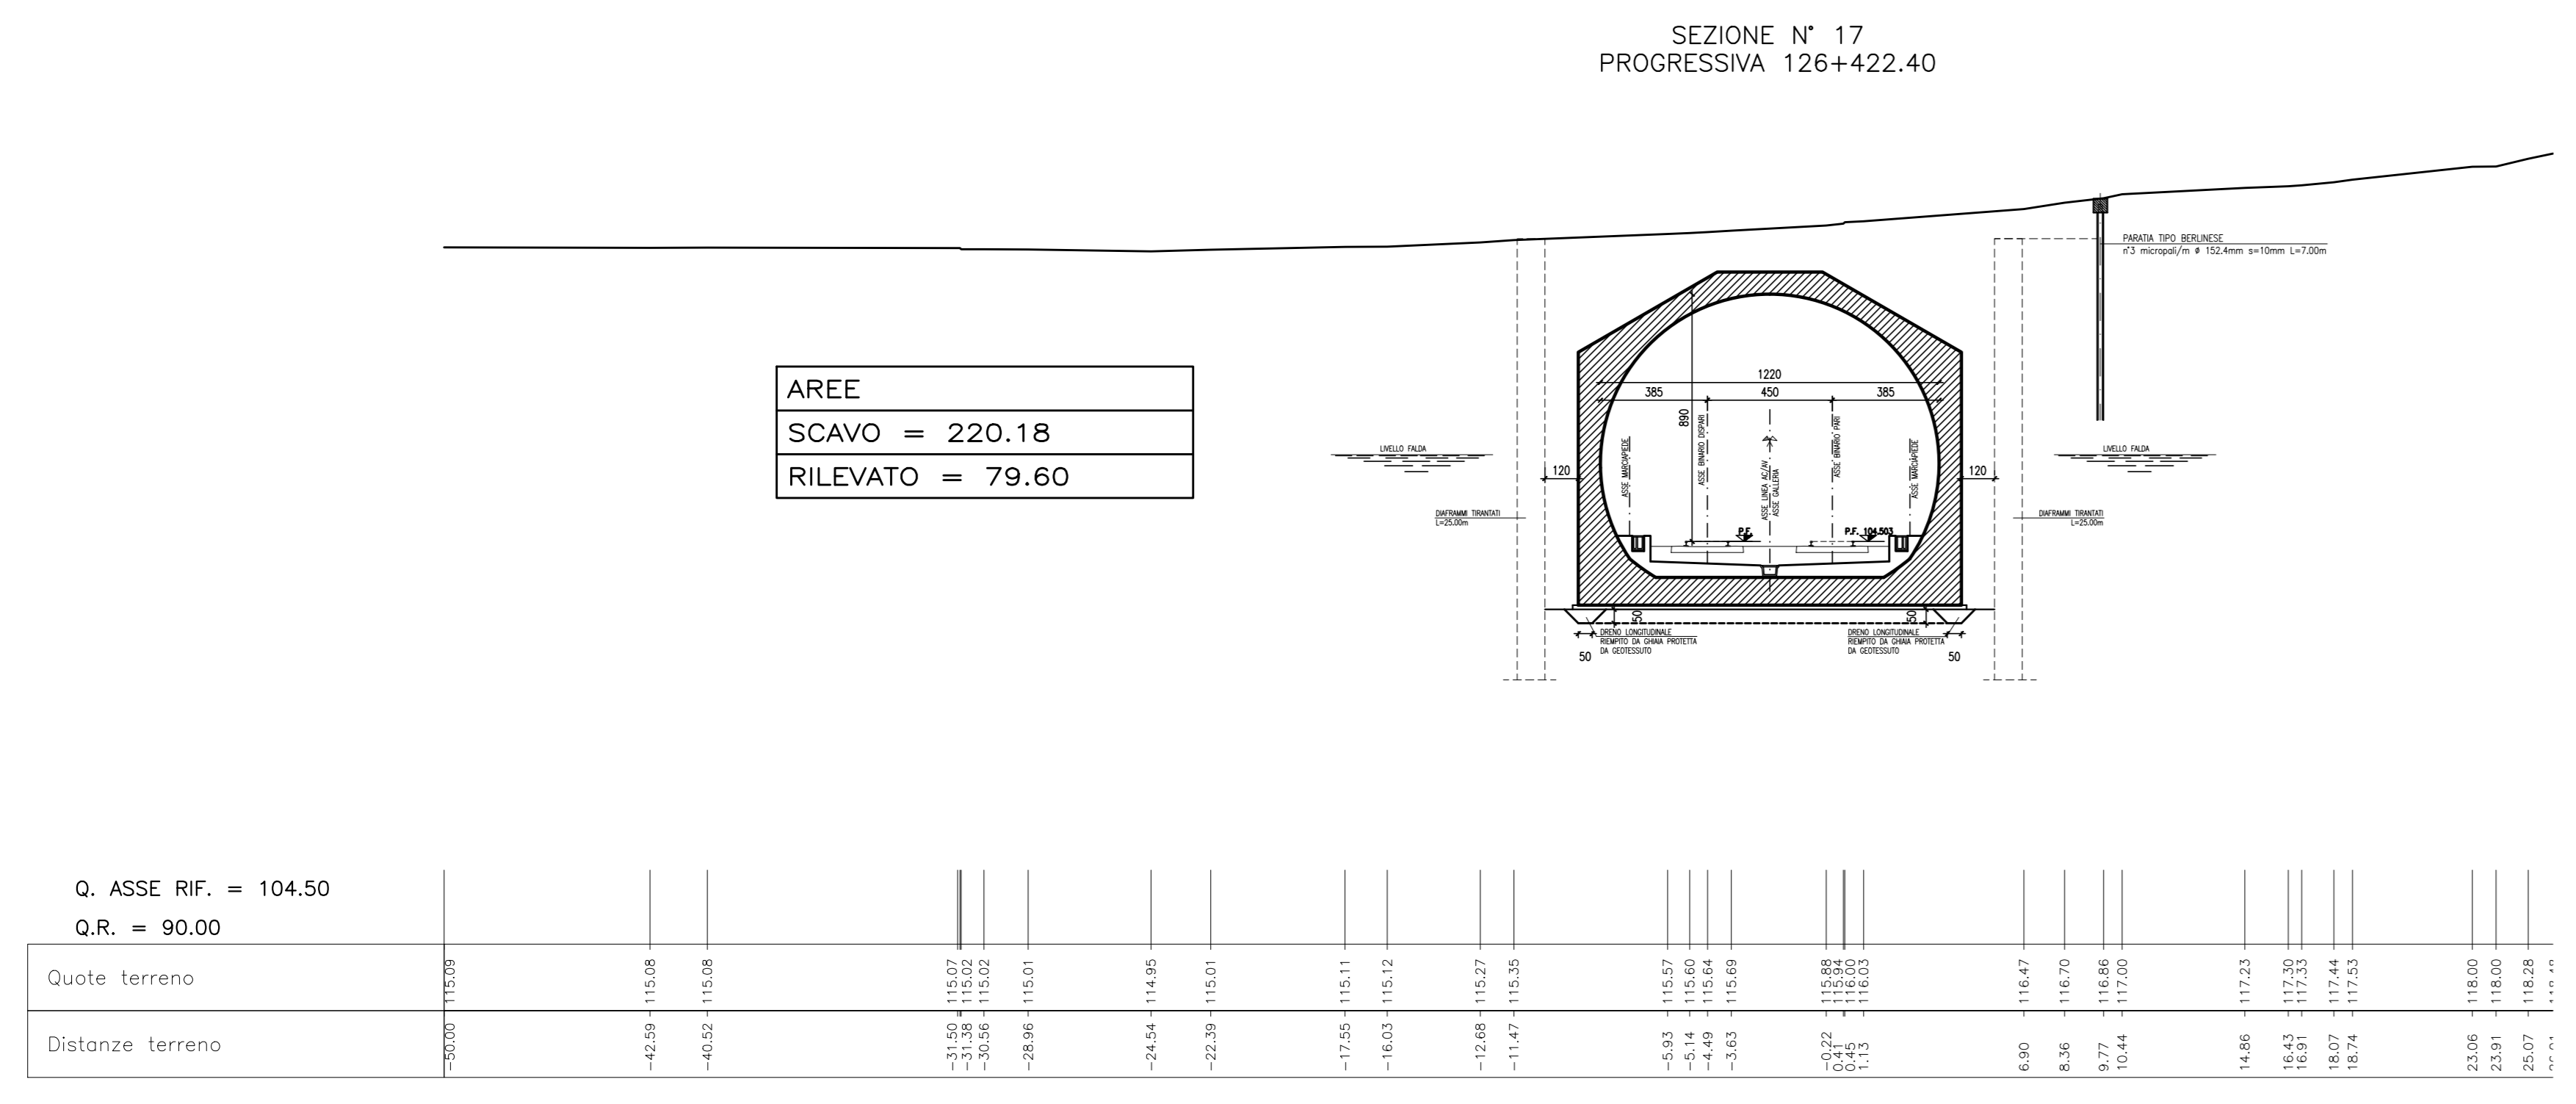 SEZIONE N° 17
PROGRESSIVA 126+422.40
PARATIA TIPO BERLINESE
n°3 micropali/m ø 152.4mm s=10mm L=7.00m
AREE
SCAVO = 220.18
RILEVATO = 79.60
1220
385 450 385
890
ASSE MARCIAPIEDE
ASSE BINARIO DISPARI
ASSE LINEA AC/AV
ASSE GALLERIA
ASSE BINARIO PARI
ASSE MARCIAPIEDE
LIVELLO FALDA
LIVELLO FALDA
120
120
DIAFRAMMI TIRANTATI
L=25.00m
DIAFRAMMI TIRANTATI
L=25.00m
P.F.
P.F. 104.503
50
50
DRENO LONGITUDINALE
RIEMPITO DA GHIAIA PROTETTA
DA GEOTESSUTO
50
DRENO LONGITUDINALE
RIEMPITO DA GHIAIA PROTETTA
DA GEOTESSUTO
50
Q. ASSE RIF. = 104.50
Q.R. = 90.00
Quote terreno 115.09 115.08 115.08 115.07 115.02 115.02 115.01 114.95 115.01 115.11 115.12 115.27 115.35 115.57 115.60 115.64 115.69 115.88 115.94 116.00 116.03 116.47 116.70 116.86 117.00 117.23 117.30 117.33 117.44 117.53 118.00 118.00 118.28
Distanze terreno -50.00 -42.59 -40.52 -31.50 -31.38 -30.56 -28.96 -24.54 -22.39 -17.55 -16.03 -12.68 -11.47 -5.93 -5.14 -4.49 -3.63 -0.22 0.41 0.45 1.13 6.90 8.36 9.77 10.44 14.86 16.43 16.91 18.07 18.74 23.06 23.91 25.07